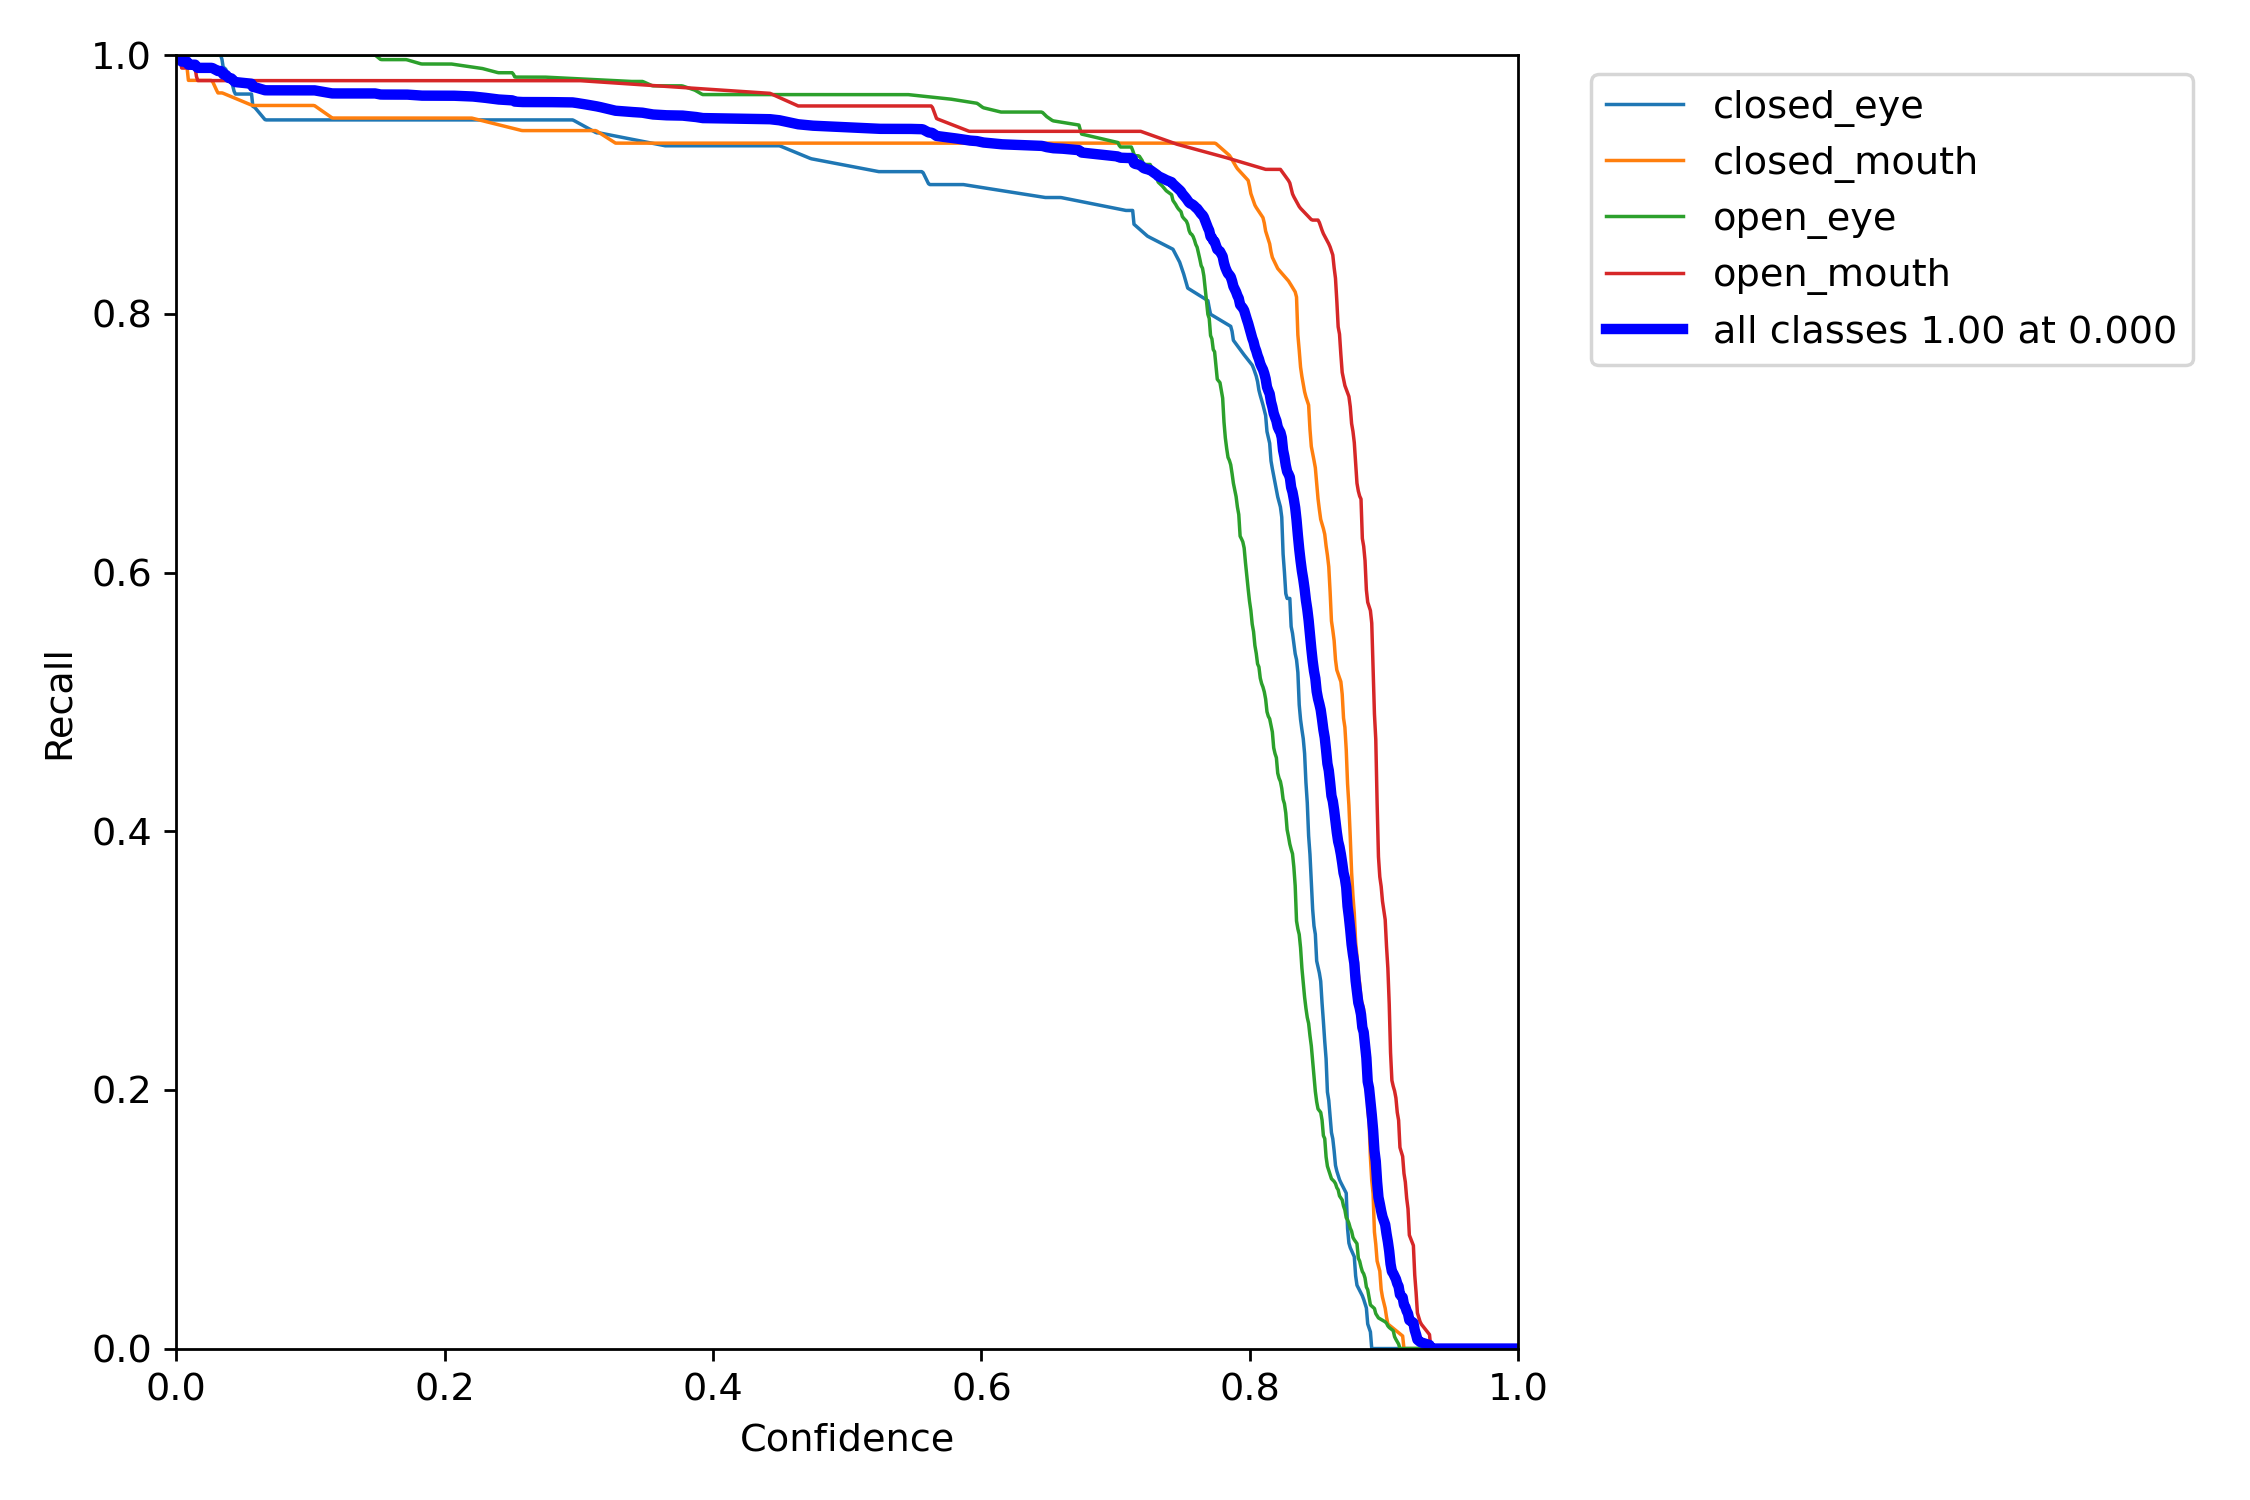 1.0
0.8
0.6
0.4
0.2
0.0
Recall
0.0 0.2 0.4 0.6 0.8 1.0
Confidence
closed_eye
closed_mouth
open_eye
open_mouth
all classes 1.00 at 0.000